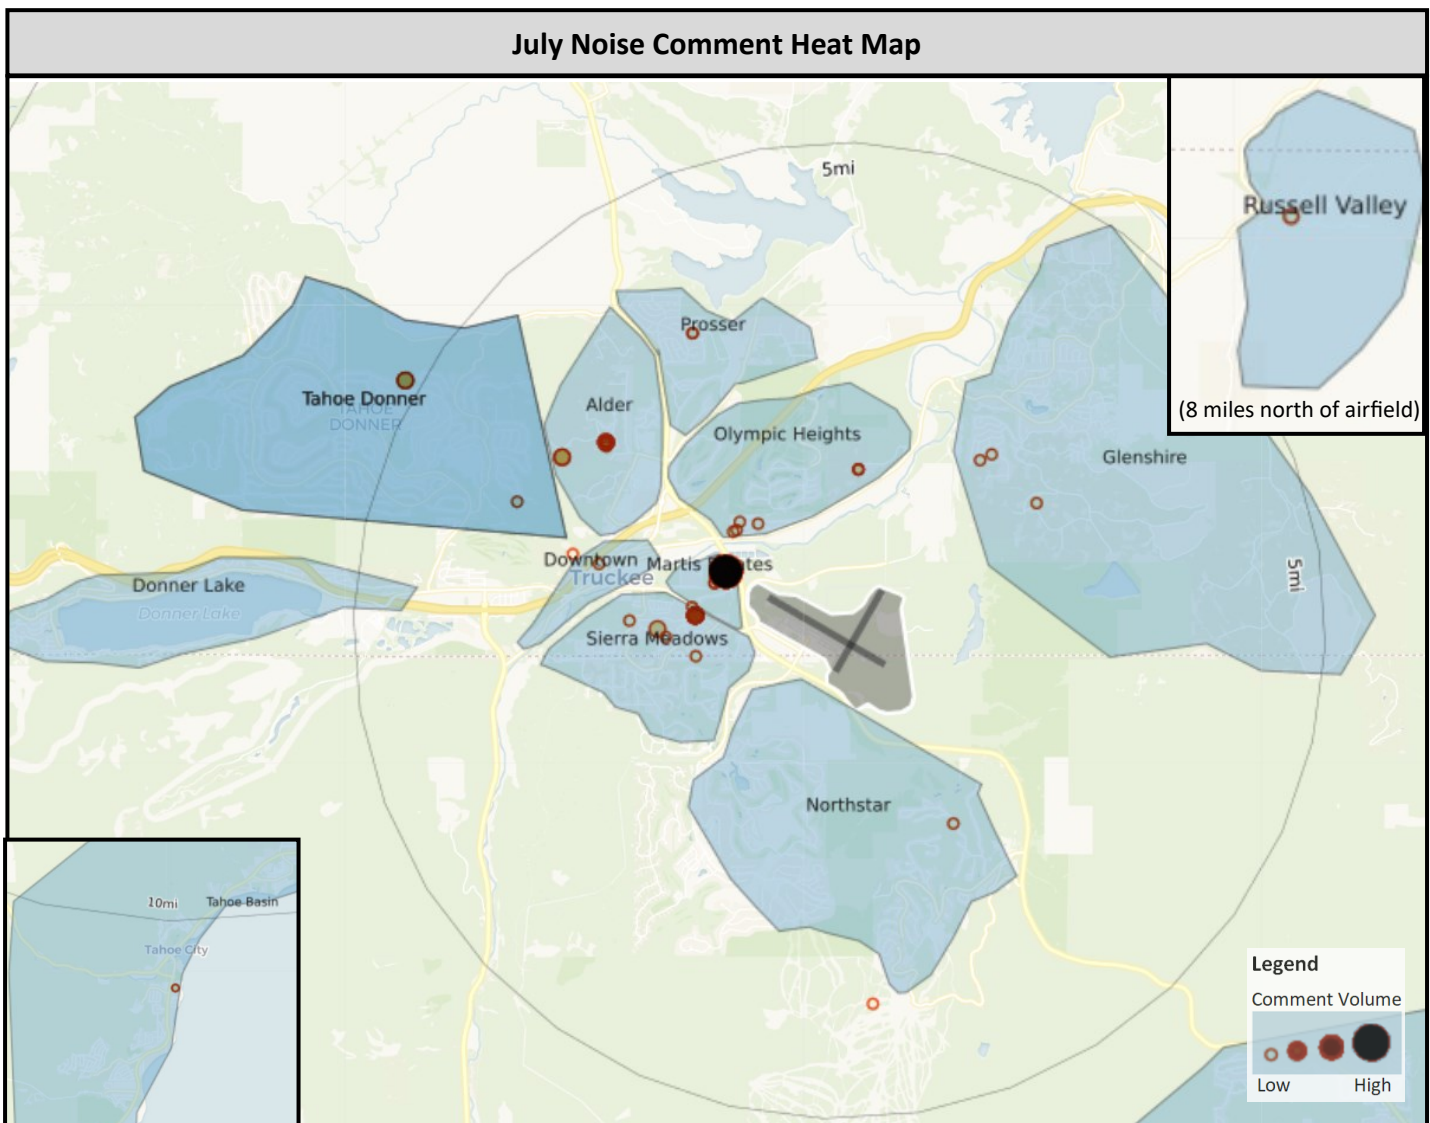 July Noise Comment Heat Map
5mi
Russell Valley
(8 miles north of airfield)
Prosser
Tahoe Donner
TAHOE
DONNER
Alder
Olympic Heights
Glenshire
Downtown
Truckee
Martis
Donner Lake
Donner Lake
5mi
Sierra Meadows
Northstar
10mi
Tahoe Basin
Tahoe City
Legend
Comment Volume
Low
High